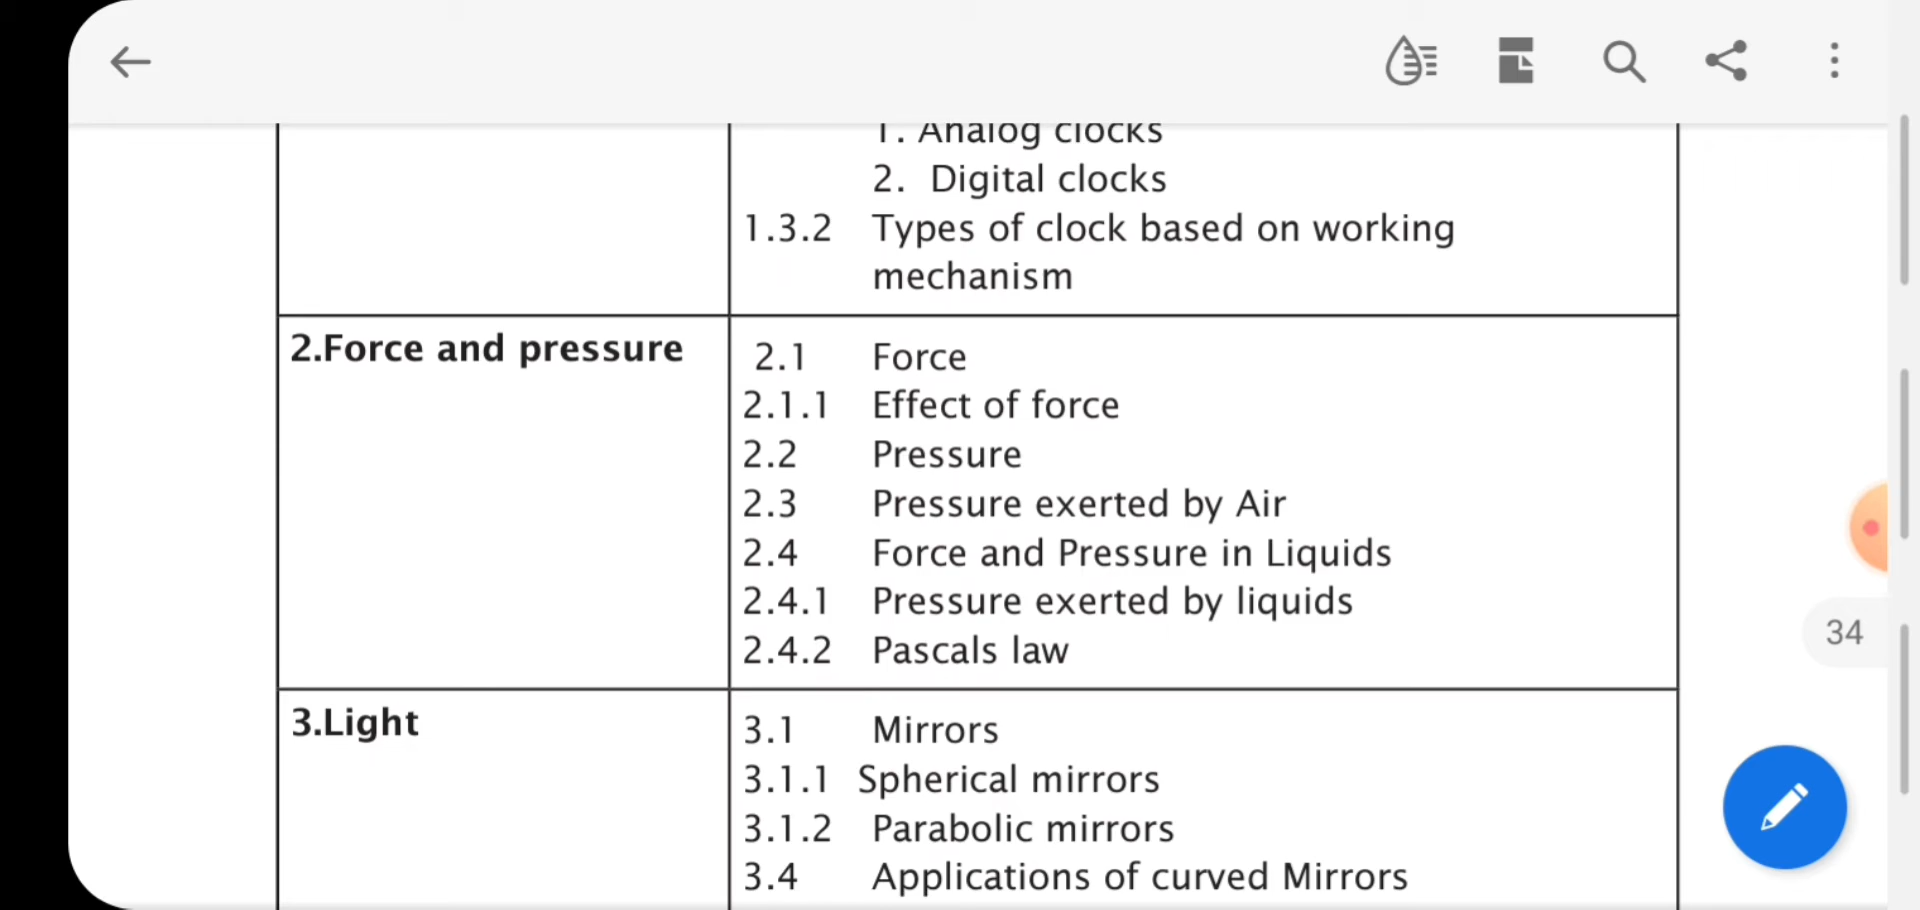 1. Analog clocks
2. Digital clocks
1.3.2 Types of clock based on working
mechanism
2.Force and pressure
2.1 Force
2.1.1 Effect of force
2.2 Pressure
2.3 Pressure exerted by Air
2.4 Force and Pressure in Liquids
2.4.1 Pressure exerted by liquids
2.4.2 Pascals law
34
3.Light
3.1 Mirrors
3.1.1 Spherical mirrors
3.1.2 Parabolic mirrors
3.4 Applications of curved Mirrors